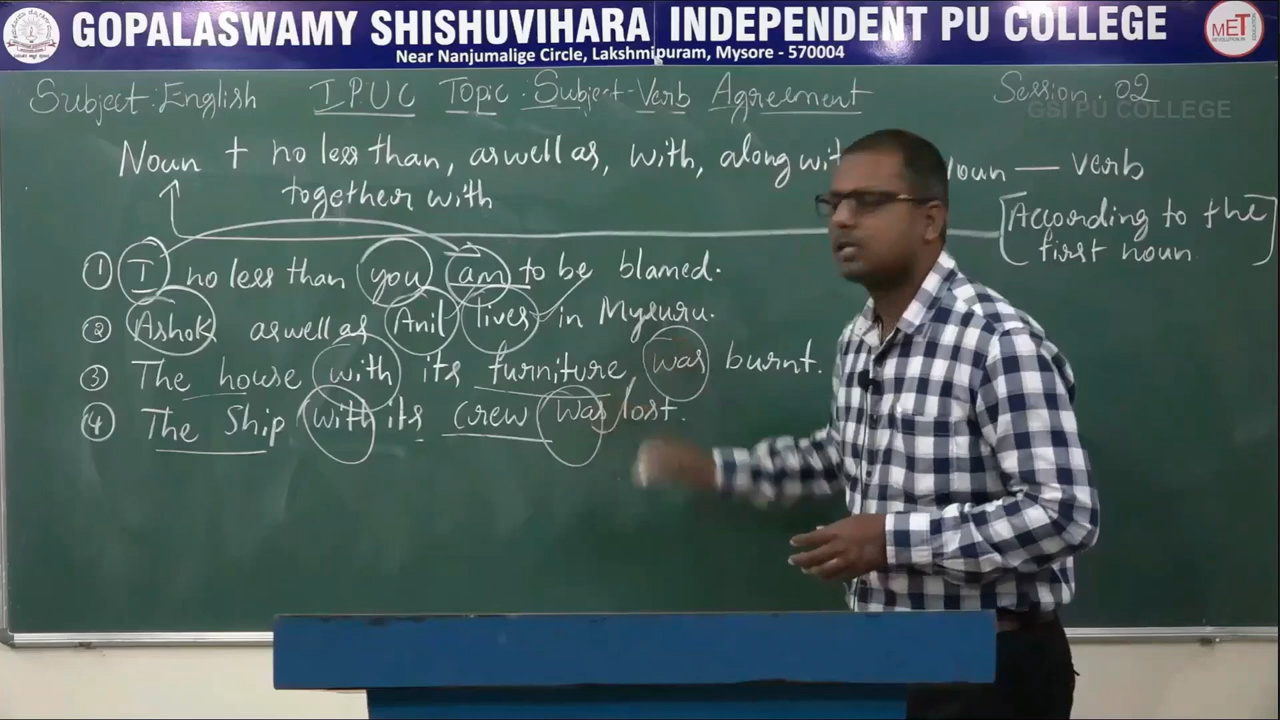 GOPALASWAMY SHISHUVIHARA INDEPENDENT PU COLLEGE
Near Nanjumalige Circle, Lakshmipuram, Mysore - 570004
MET
Subject: English I PUC Topic: Subject-Verb Agreement Session. 02
GSI PU COLLEGE
Noun + no less than, as well as, with, along with noun — verb
together with
[According to the
first noun]
① I no less than you am to be blamed.
② Ashok as well as Anil lives in Mysuru.
③ The house with its furniture was burnt.
④ The Ship with its crew was lost.